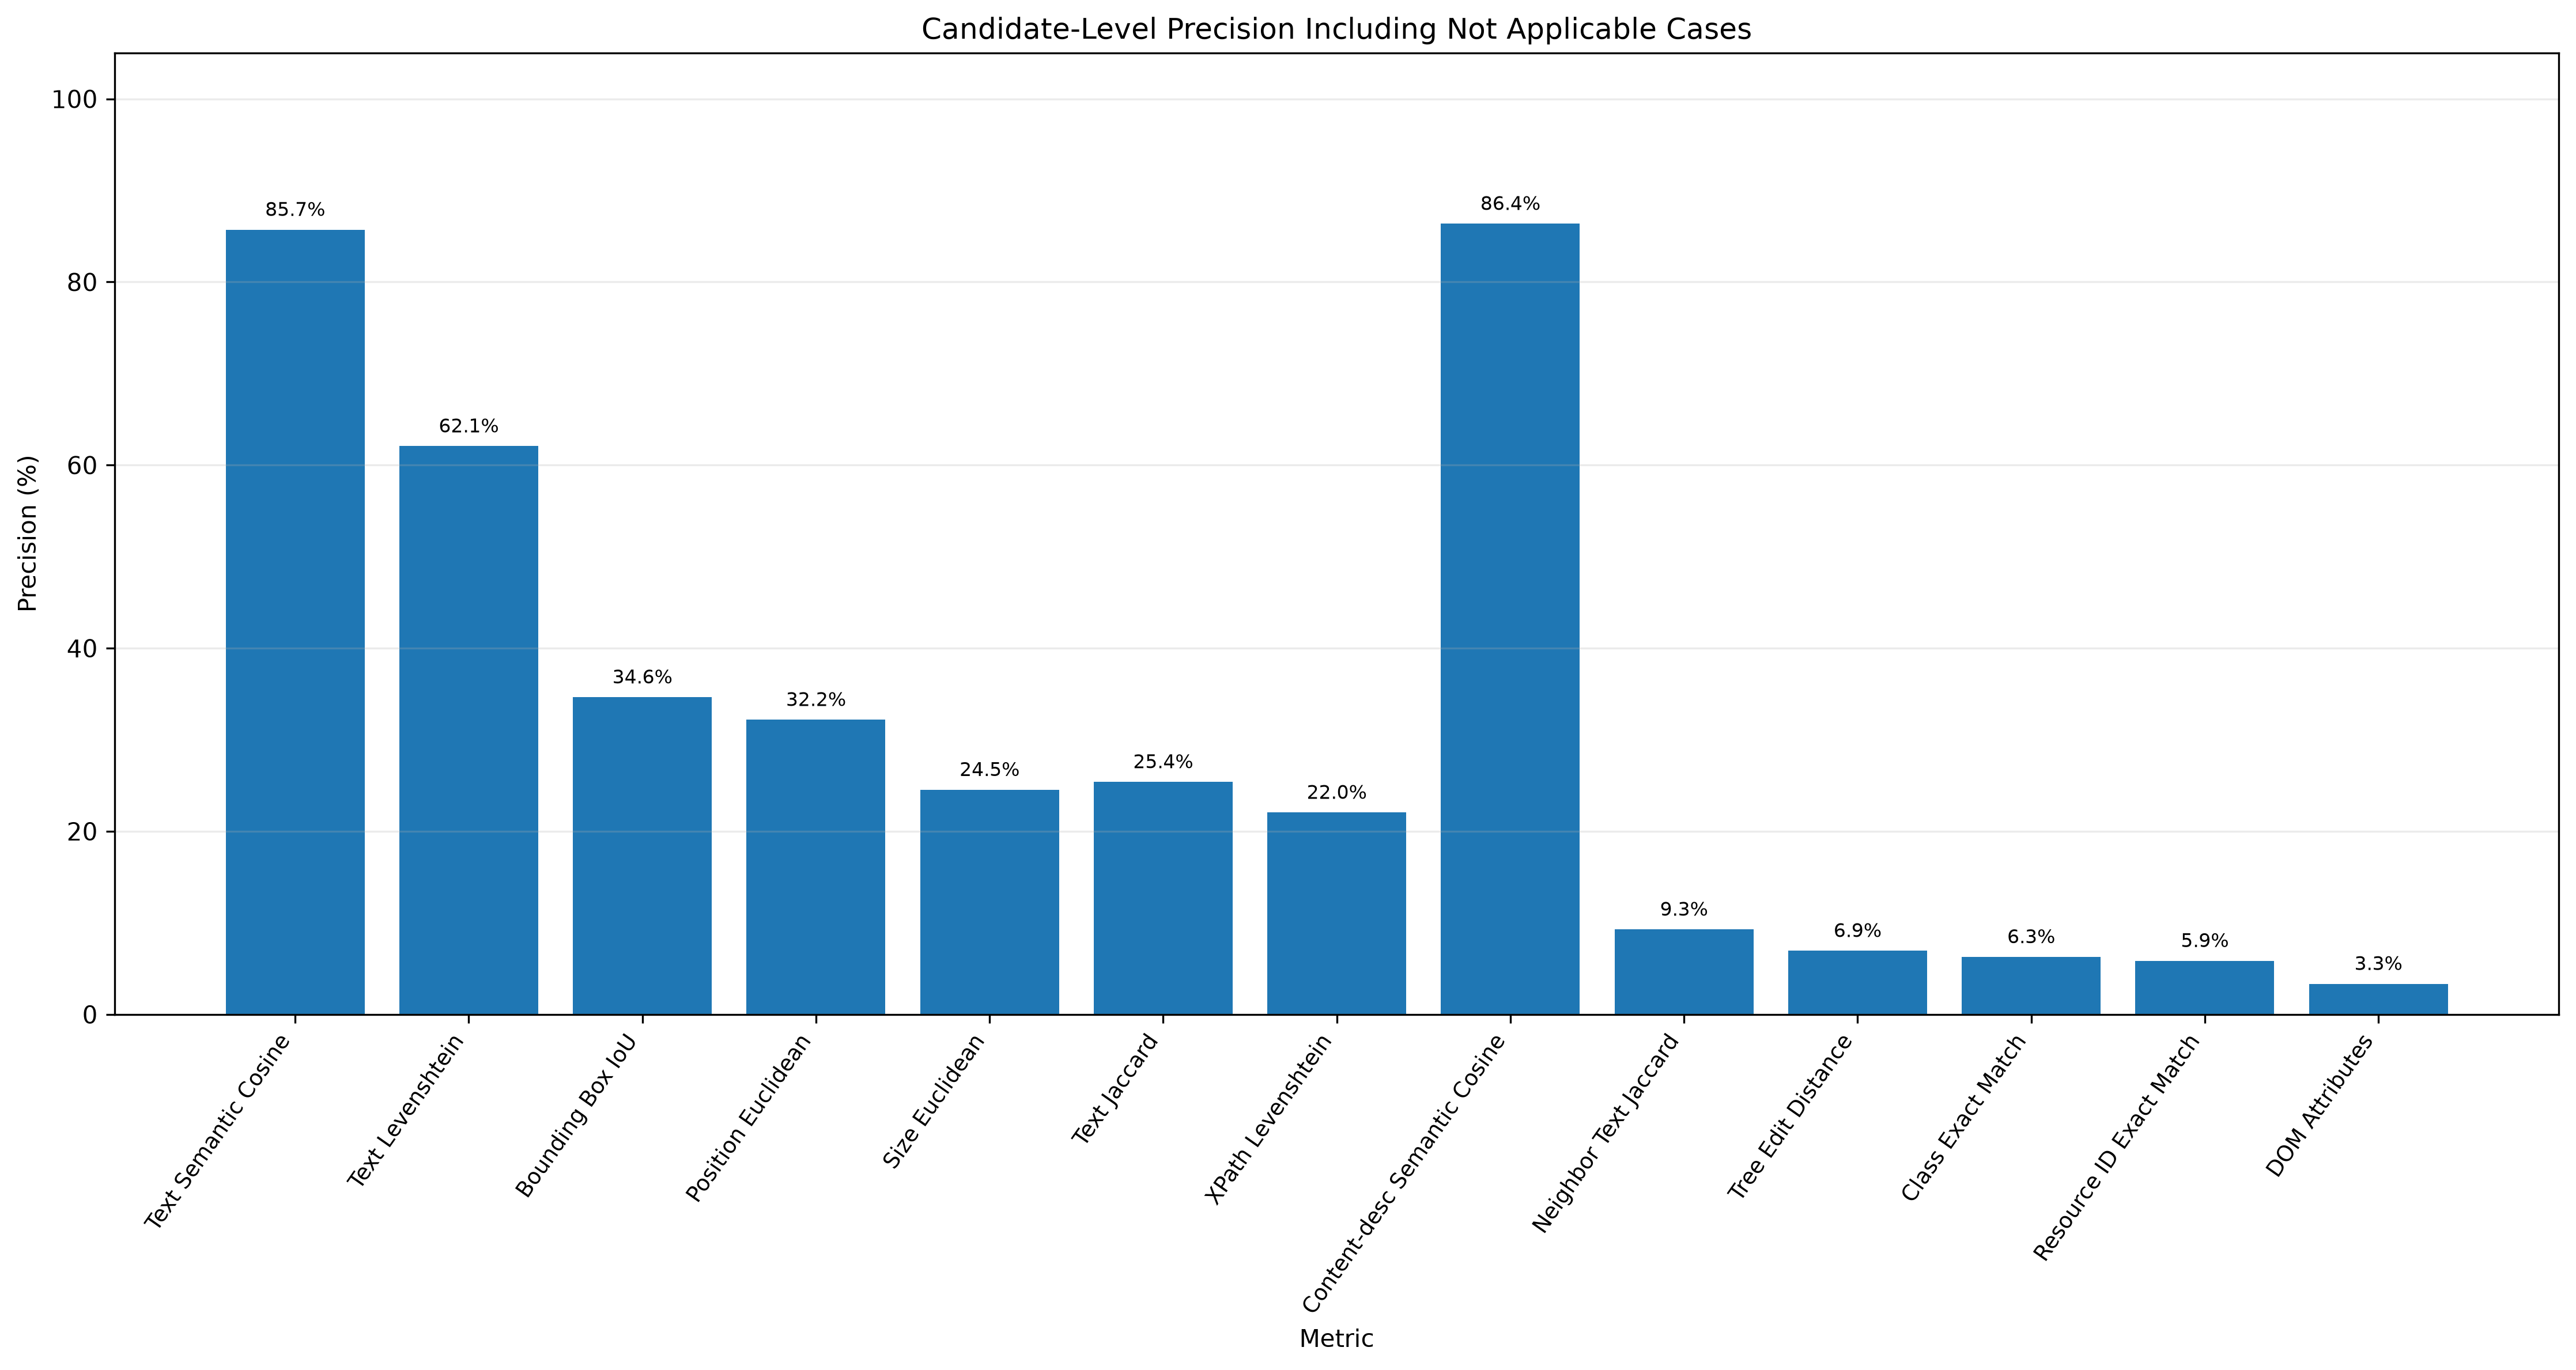 Candidate-Level Precision Including Not Applicable Cases
Precision (%)
100
80
60
40
20
0
85.7%
62.1%
34.6%
32.2%
24.5%
25.4%
22.0%
86.4%
9.3%
6.9%
6.3%
5.9%
3.3%
Text Semantic Cosine
Text Levenshtein
Bounding Box IoU
Position Euclidean
Size Euclidean
Text Jaccard
XPath Levenshtein
Content-desc Semantic Cosine
Neighbor Text Jaccard
Tree Edit Distance
Class Exact Match
Resource ID Exact Match
DOM Attributes
Metric